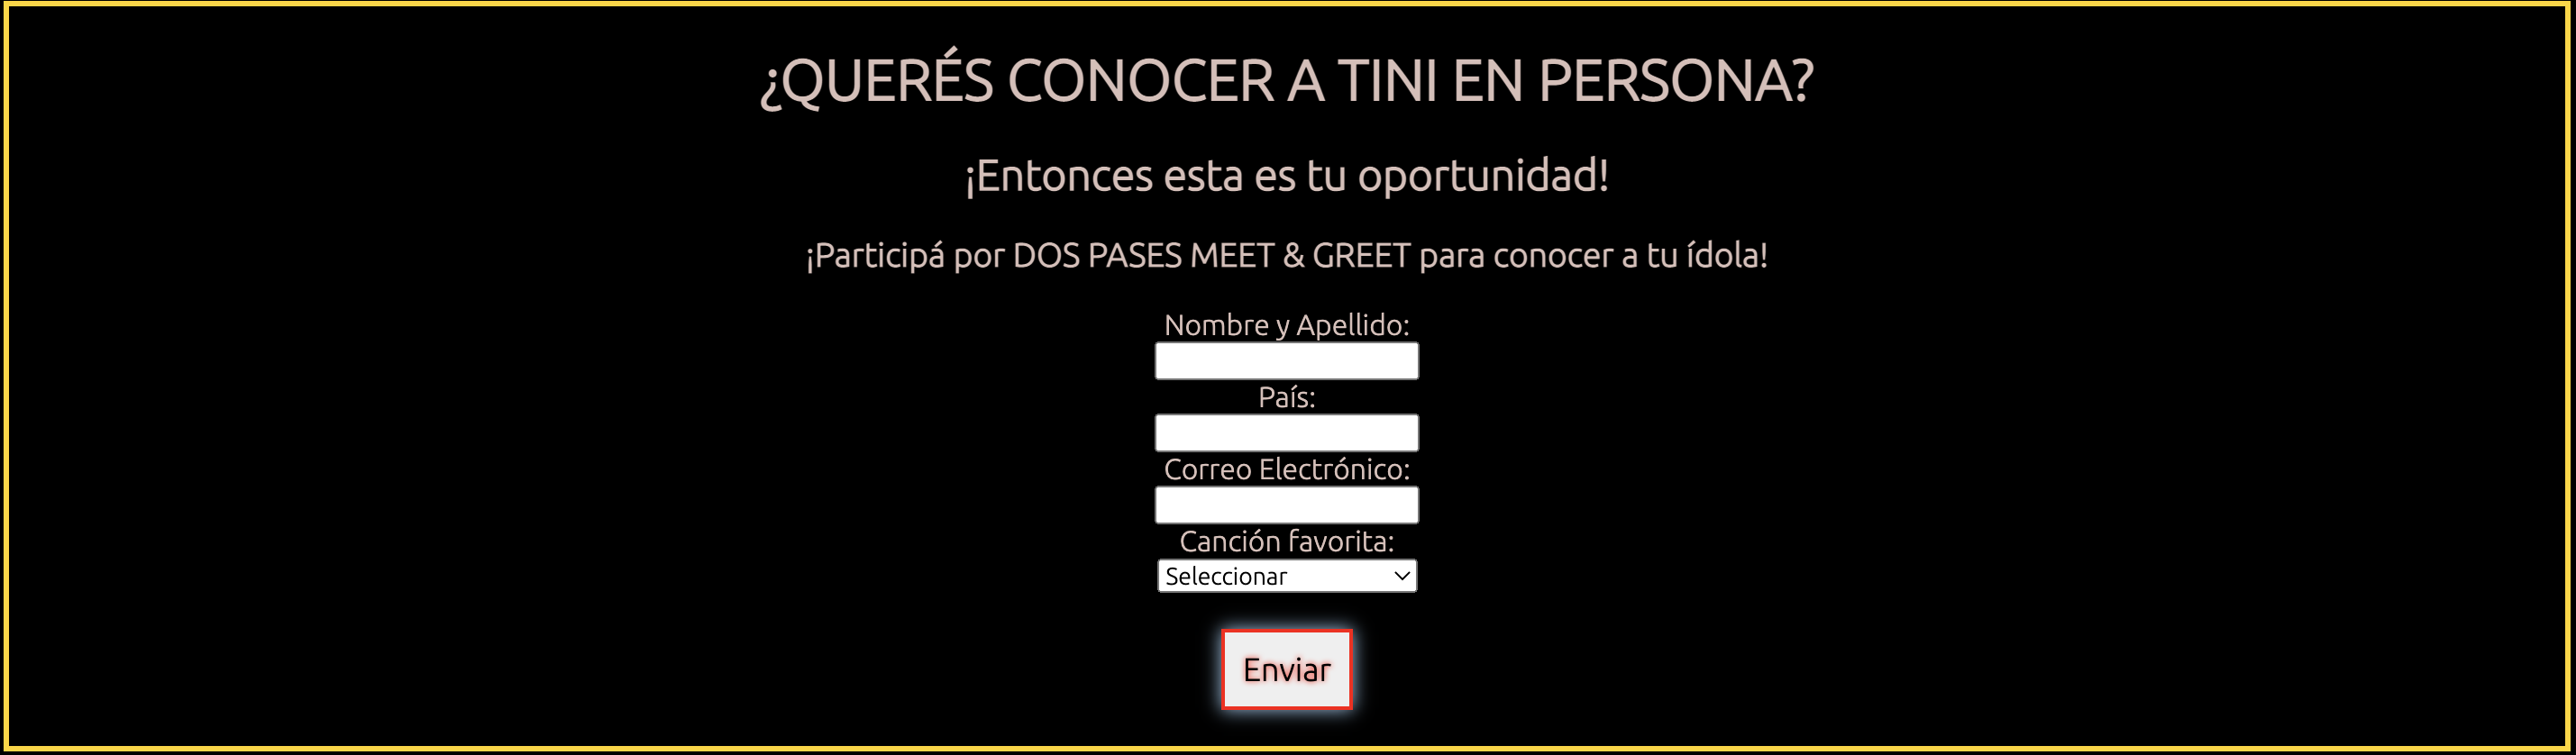 ¿QUERÉS CONOCER A TINI EN PERSONA?
¡Entonces esta es tu oportunidad!
¡Participá por DOS PASES MEET & GREET para conocer a tu ídola!
Nombre y Apellido:
País:
Correo Electrónico:
Canción favorita:
Seleccionar
Enviar